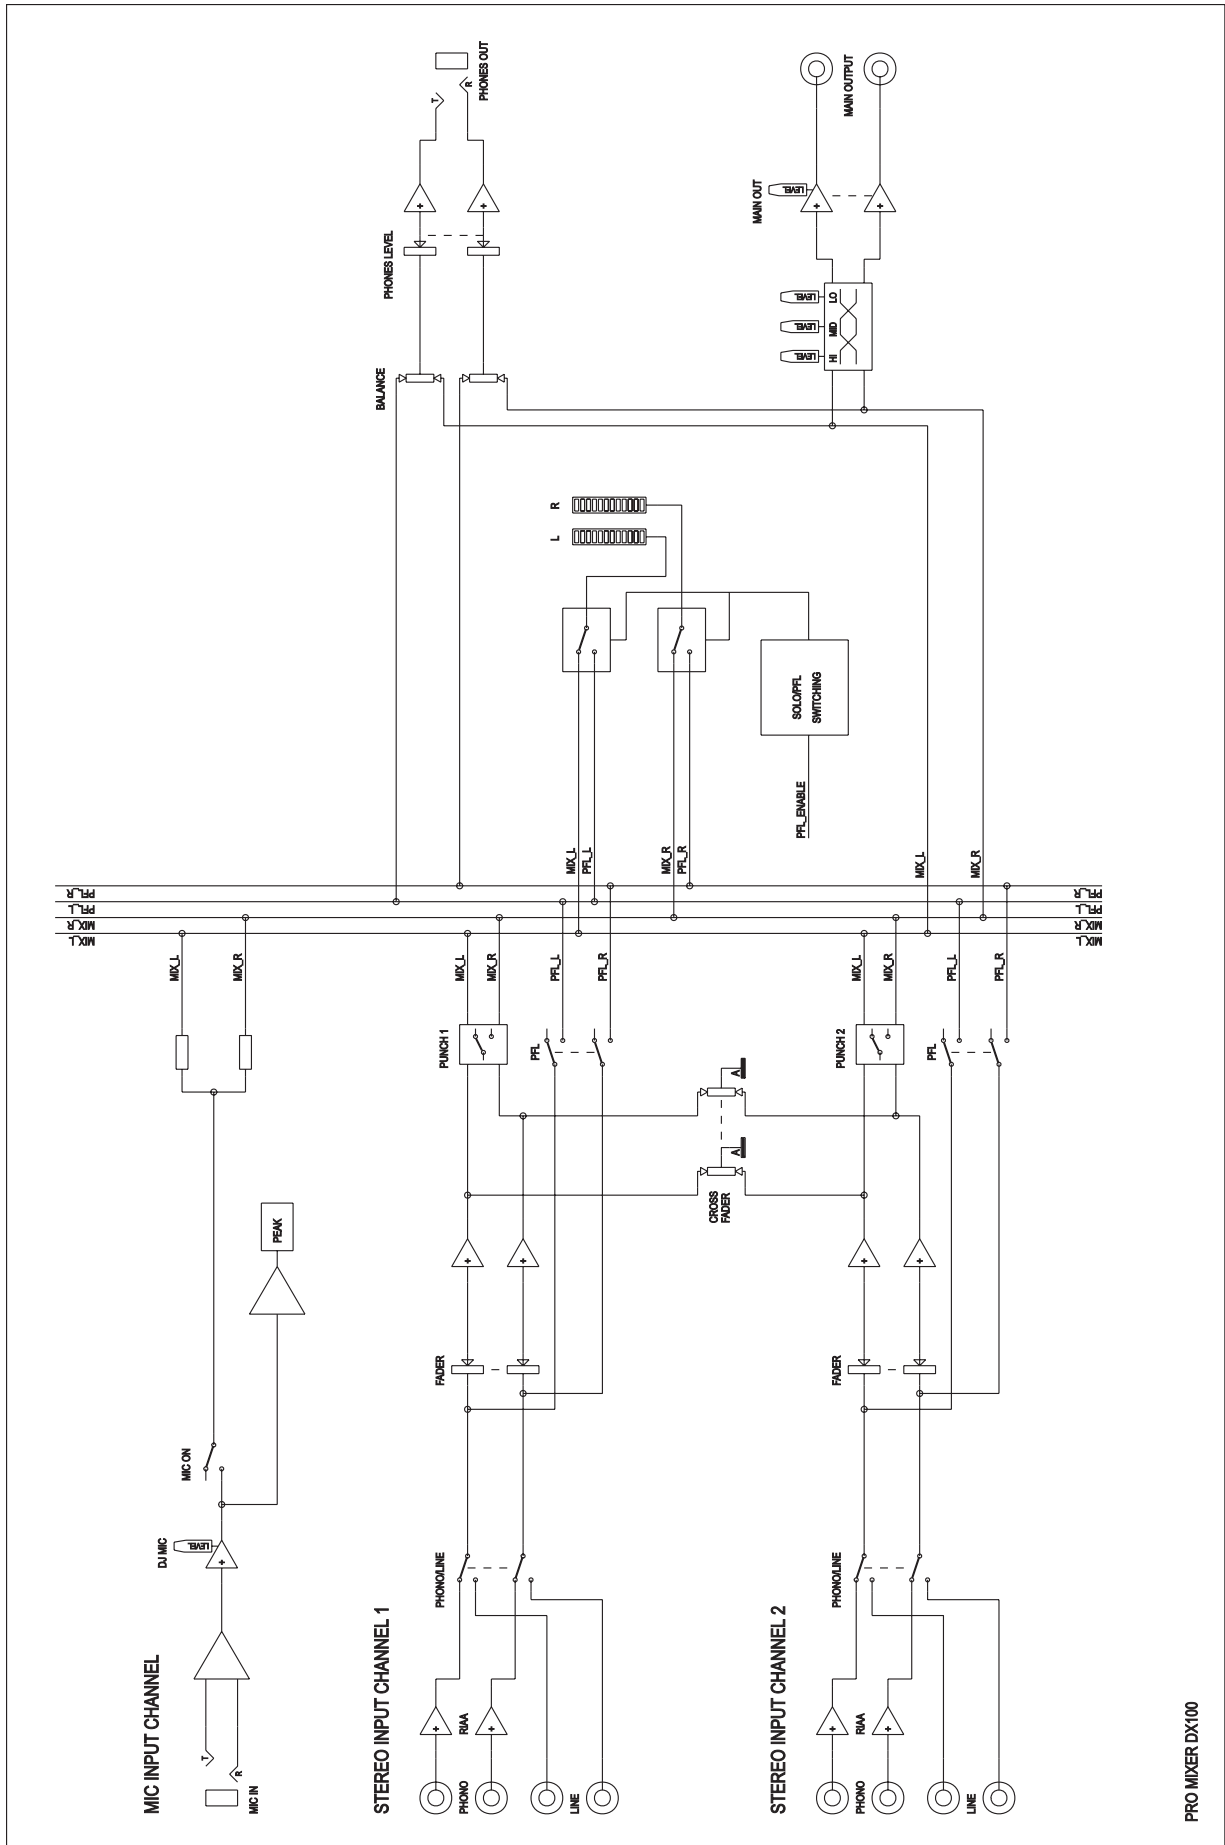 MIC INPUT CHANNEL
MIC IN
T
R
DJ MIC
LEVEL
MIC ON
PEAK
MIX_L
MIX_R
STEREO INPUT CHANNEL 1
PHONO
RIAA
LINE
PHONO/LINE
FADER
PUNCH 1
PFL
MIX_L
MIX_R
PFL_L
PFL_R
CROSS
FADER
A
A
STEREO INPUT CHANNEL 2
PHONO
RIAA
LINE
PHONO/LINE
FADER
PUNCH 2
PFL
MIX_L
MIX_R
PFL_L
PFL_R
PFL_R
PFL_L
MIX_R
MIX_L
PFL_R
PFL_L
MIX_R
MIX_L
BALANCE
PHONES LEVEL
T
R
PHONES OUT
MIX_L
PFL_L
MIX_R
PFL_R
L
R
SOLO/PFL
SWITCHING
PFL_ENABLE
MIX_L
MIX_R
HI
MID
LO
LEVEL
LEVEL
LEVEL
MAIN OUT
LEVEL
MAIN OUTPUT
PRO MIXER DX100